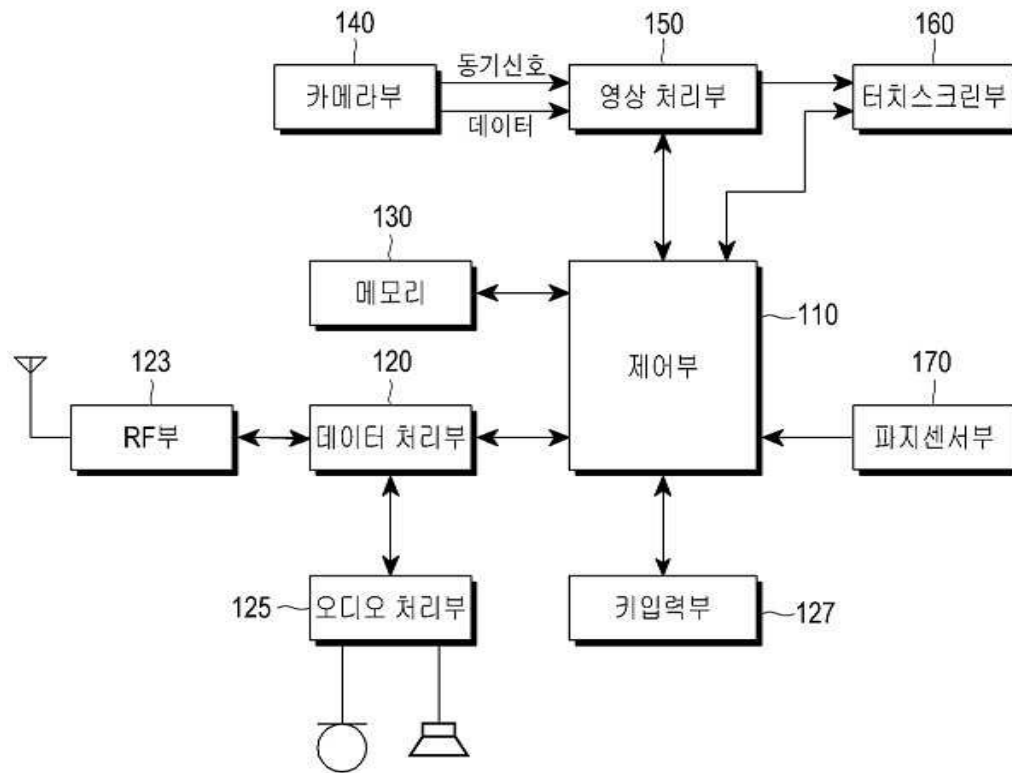 140
150
160
카메라부
동기신호
데이터
영상 처리부
터치스크린부
130
메모리
110
제어부
123
120
170
RF부
데이터 처리부
파지센서부
125
오디오 처리부
키입력부
127